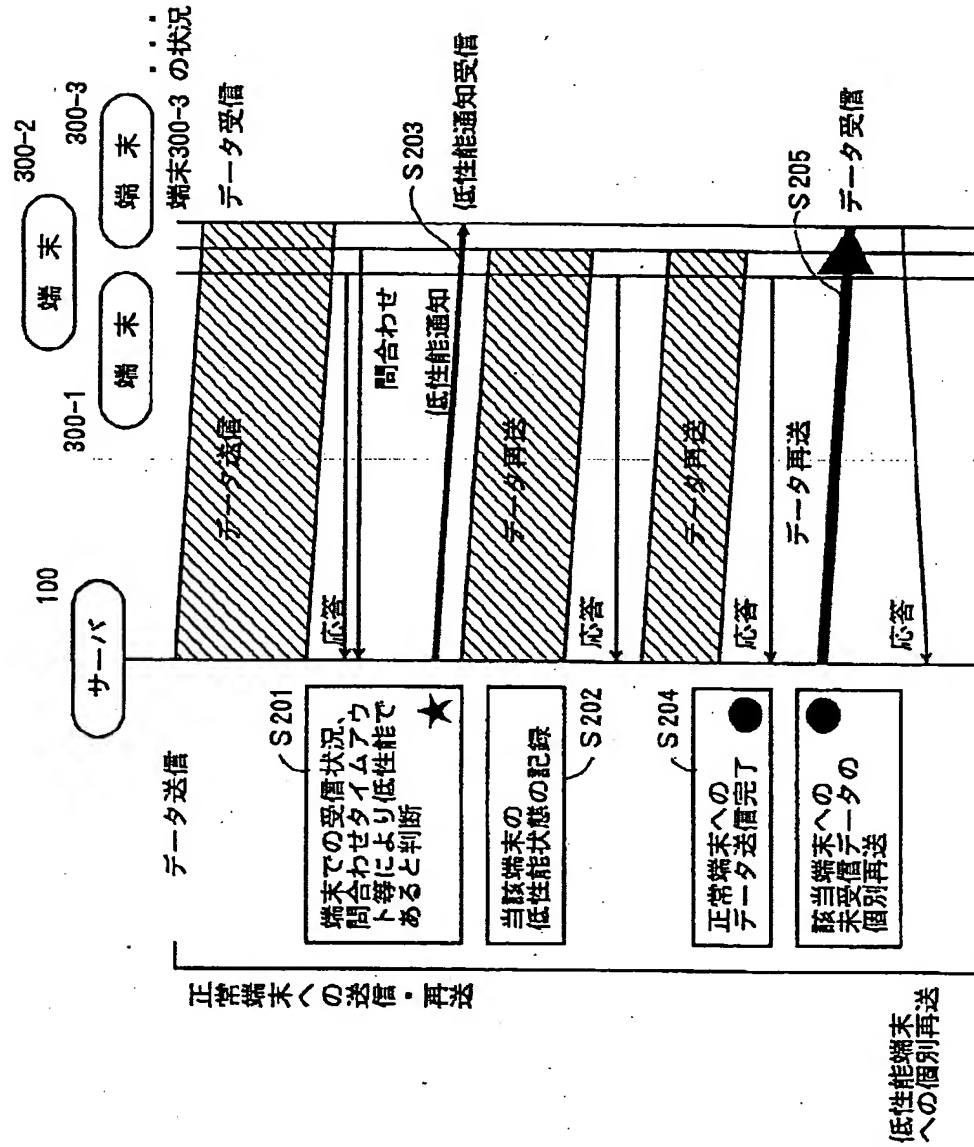 300-2
300-3
300-1
100
端末
端末
端末
・・・
サーバ
端末300-3 の状況
データ送信
データ受信
正常端末への送信・再送
データ送信
S201
端末での受信状況、
問合わせタイムアウ
ト等により低性能で
あると判断
応答
問合わせ
低性能通知
低性能通知受信
S203
当該端末の
低性能状態の記録
S202
データ再送
応答
データ再送
S204
正常端末への
データ送信完了
応答
データ再送
S205
データ受信
該当端末への
未受信データの
個別再送
応答
低性能端末
への個別再送